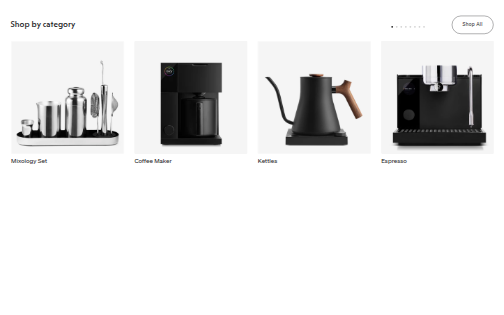 Shop by category
Shop All
Mixology Set
Coffee Maker
Kettles
Espresso